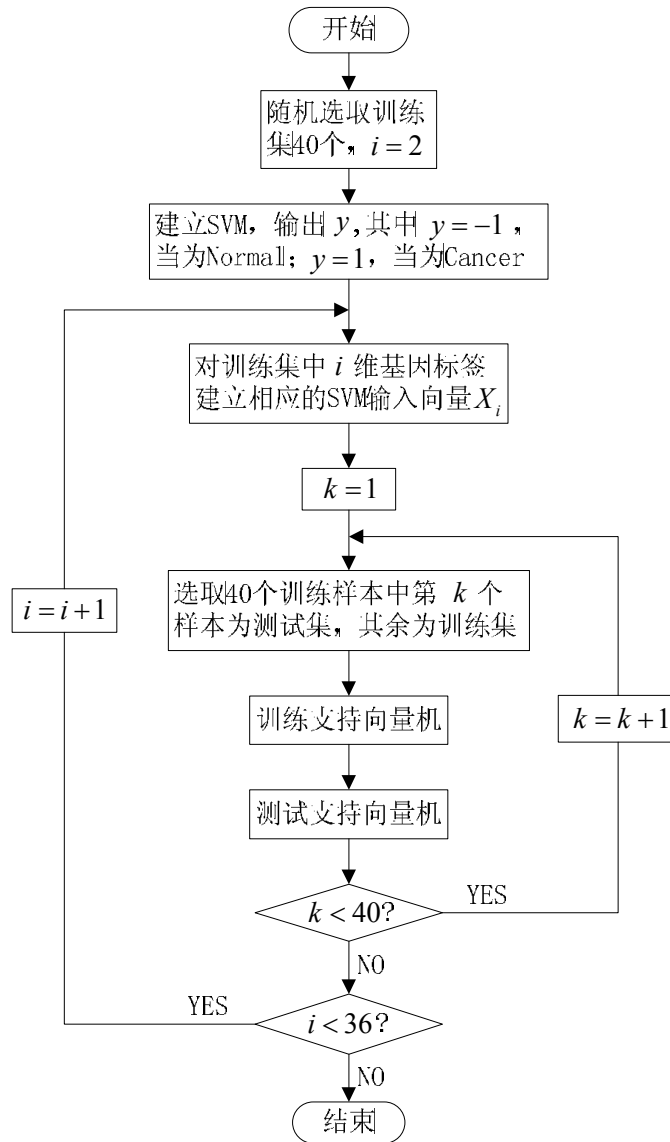 开始
随机选取训练
集40个，i = 2
建立SVM，输出 y,其中 y = −1，
当为Normal；y = 1，当为Cancer
对训练集中 i 维基因标签
建立相应的SVM输入向量 X_i
k = 1
选取40个训练样本中第 k 个
样本为测试集，其余为训练集
i = i + 1
训练支持向量机
k = k + 1
测试支持向量机
k < 40?
YES
NO
YES
i < 36?
NO
结束